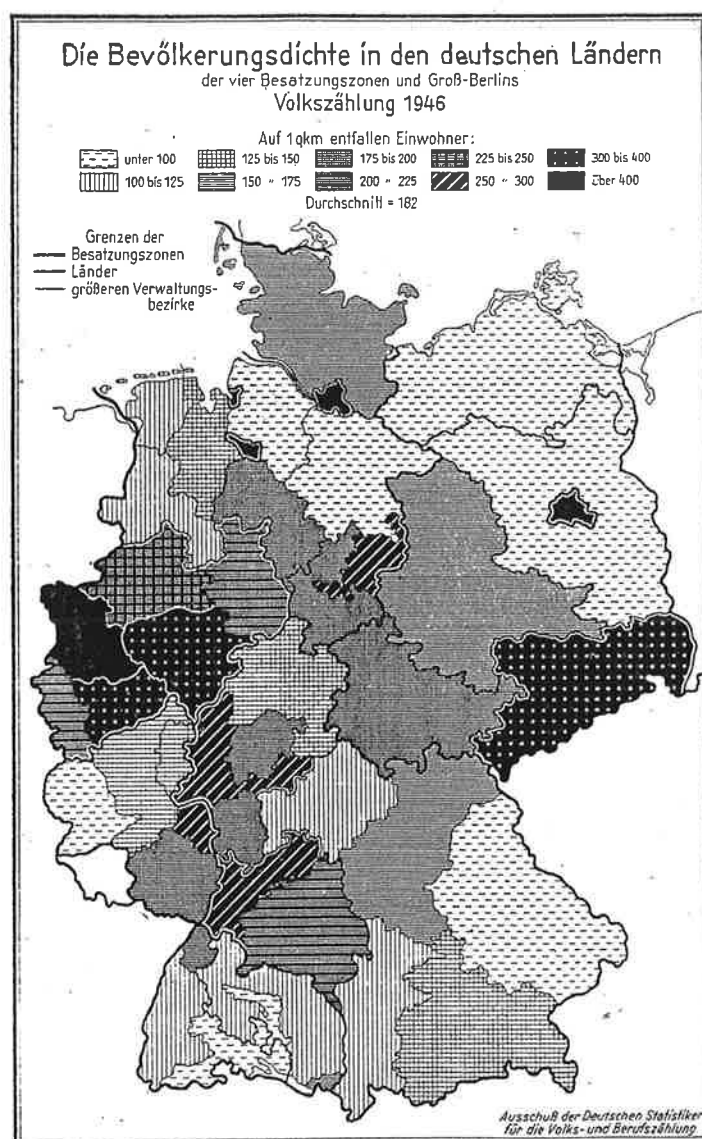 Die Bevölkerungsdichte in den deutschen Ländern
der vier Besatzungszonen und Groß-Berlins
Volkszählung 1946
Auf 1qkm entfallen Einwohner:
unter 100
125 bis 150
175 bis 200
225 bis 250
300 bis 400
100 bis 125
150 " 175
200 " 225
250 " 300
über 400
Durchschnitt = 182
Grenzen der
Besatzungszonen
Länder
größeren Verwaltungs-
bezirke
Ausschuß der Deutschen Statistiker
für die Volks- und Berufszählung.